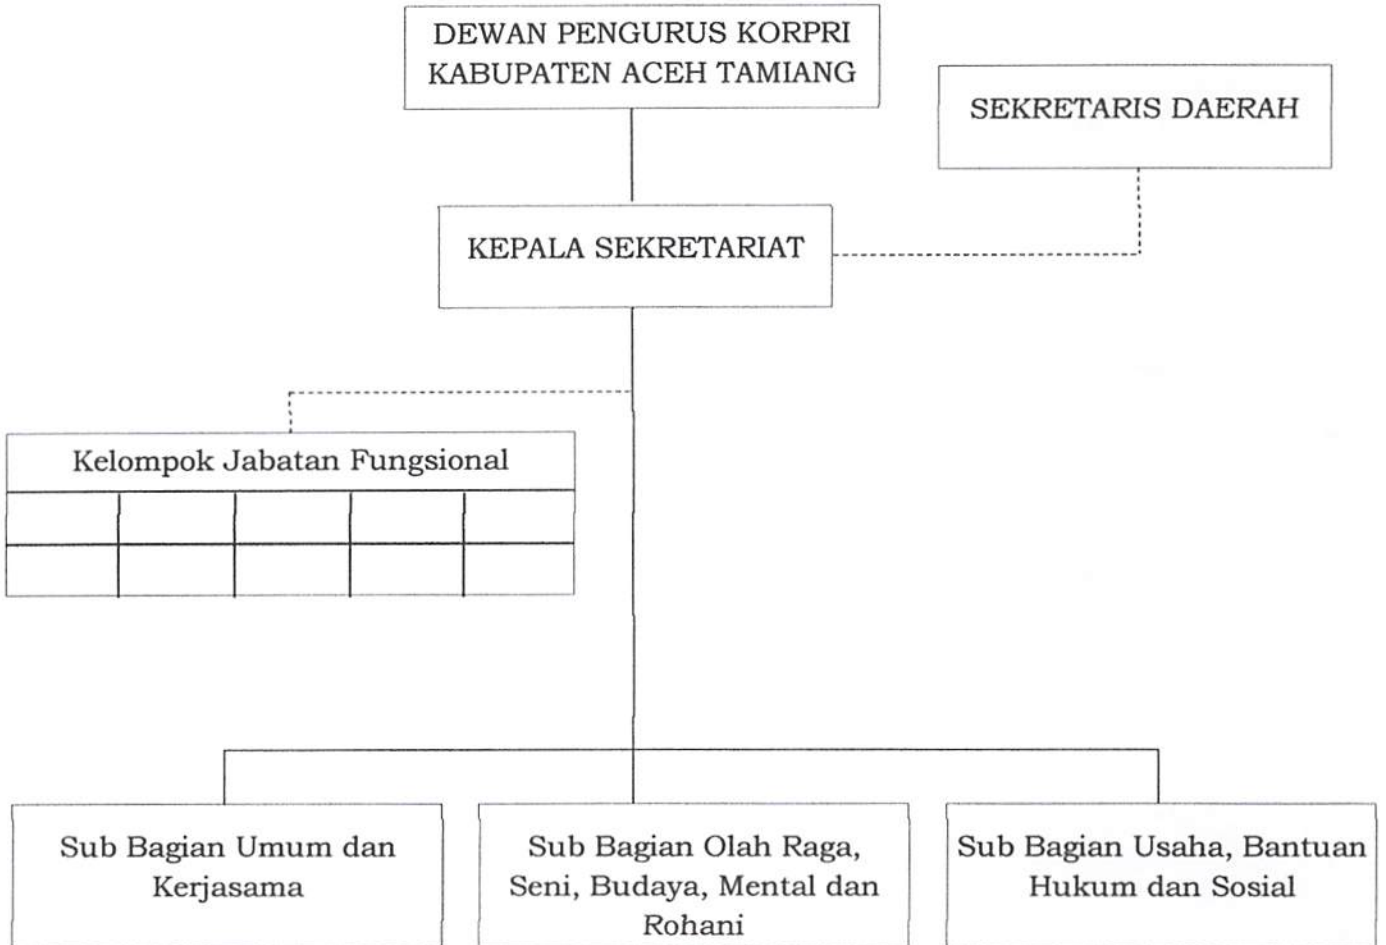 DEWAN PENGURUS KORPRI
KABUPATEN ACEH TAMIANG
SEKRETARIS DAERAH
KEPALA SEKRETARIAT
Kelompok Jabatan Fungsional
Sub Bagian Umum dan
Kerjasama
Sub Bagian Olah Raga,
Seni, Budaya, Mental dan
Rohani
Sub Bagian Usaha, Bantuan
Hukum dan Sosial